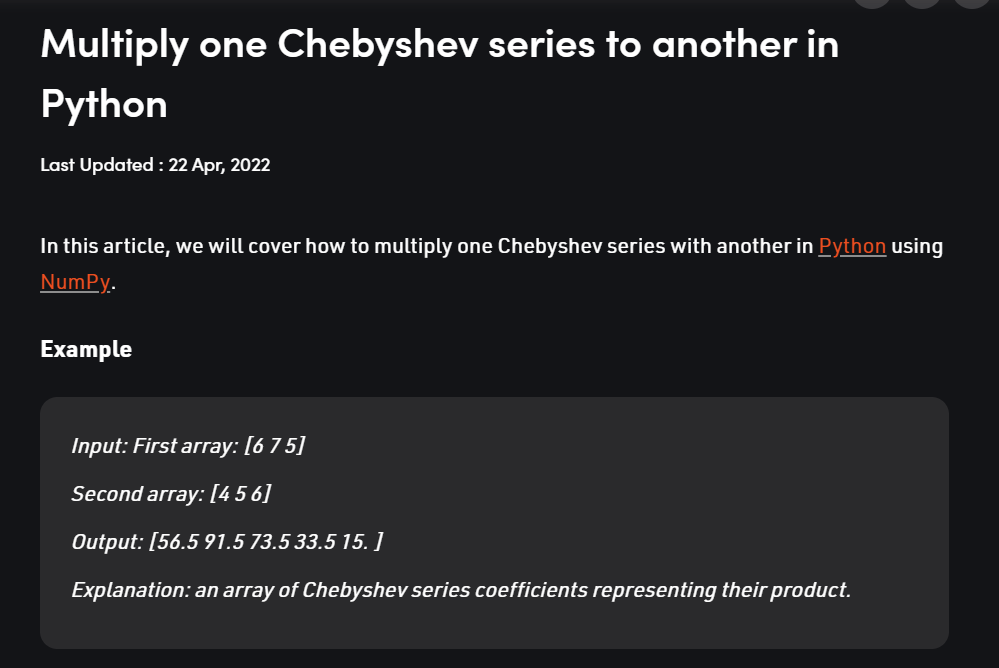 Multiply one Chebyshev series to another in
Python
Last Updated : 22 Apr, 2022
In this article, we will cover how to multiply one Chebyshev series with another in Python using
NumPy.
Example
Input: First array: [6 7 5]
Second array: [4 5 6]
Output: [56.5 91.5 73.5 33.5 15. ]
Explanation: an array of Chebyshev series coefficients representing their product.